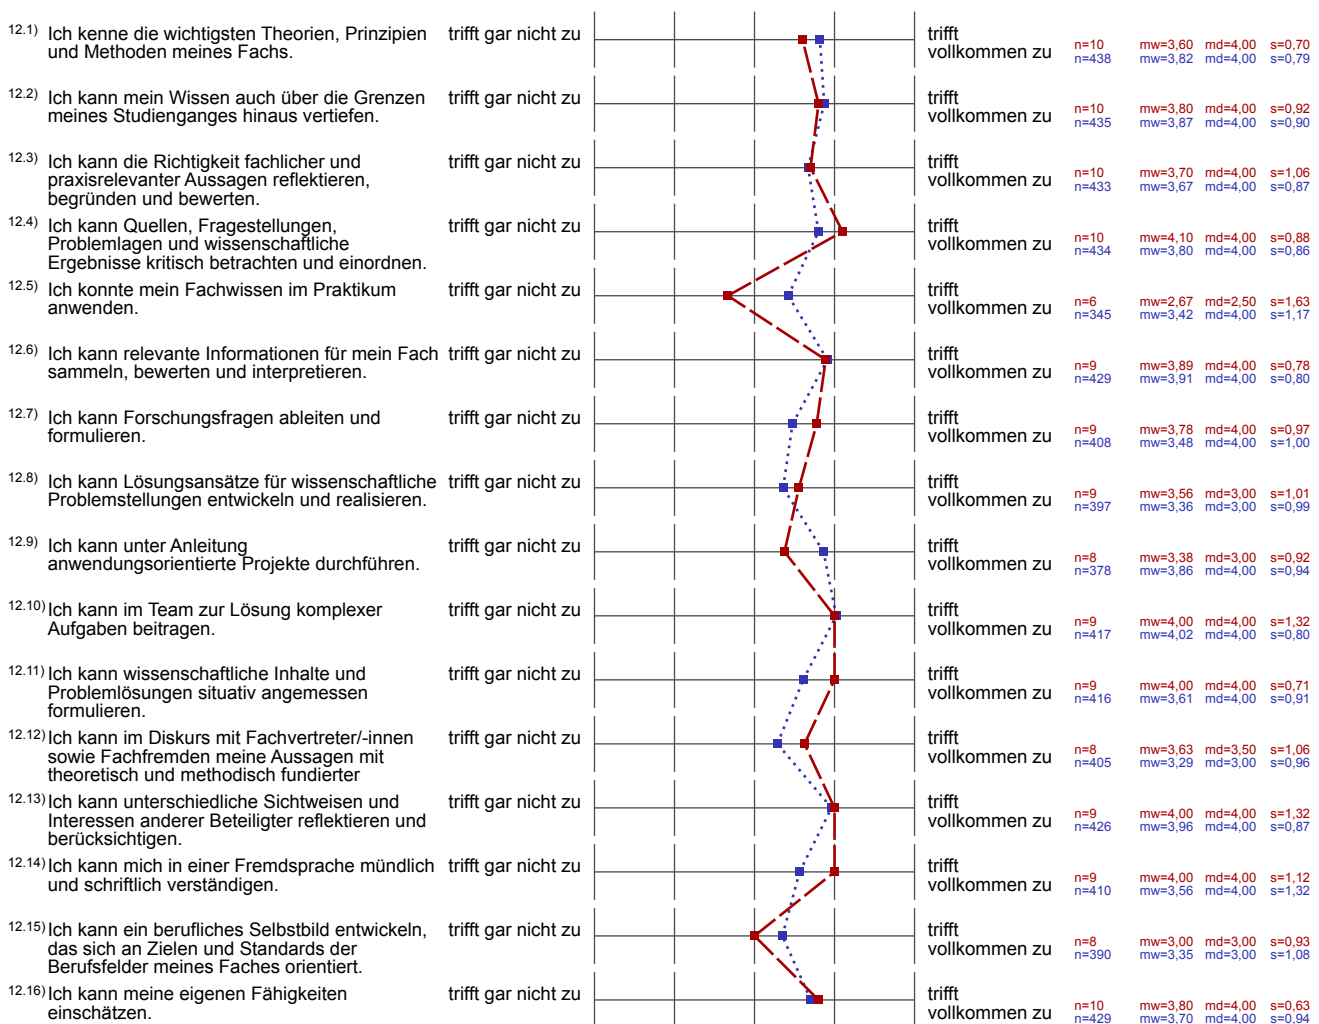 12.1) Ich kenne die wichtigsten Theorien, Prinzipien
und Methoden meines Fachs.
trifft gar nicht zu
trifft
vollkommen zu
n=10 mw=3,60 md=4,00 s=0,70
n=438 mw=3,82 md=4,00 s=0,79
12.2) Ich kann mein Wissen auch über die Grenzen
meines Studienganges hinaus vertiefen.
trifft gar nicht zu
trifft
vollkommen zu
n=10 mw=3,80 md=4,00 s=0,92
n=435 mw=3,87 md=4,00 s=0,90
12.3) Ich kann die Richtigkeit fachlicher und
praxisrelevanter Aussagen reflektieren,
begründen und bewerten.
trifft gar nicht zu
trifft
vollkommen zu
n=10 mw=3,70 md=4,00 s=1,06
n=433 mw=3,67 md=4,00 s=0,87
12.4) Ich kann Quellen, Fragestellungen,
Problemlagen und wissenschaftliche
Ergebnisse kritisch betrachten und einordnen.
trifft gar nicht zu
trifft
vollkommen zu
n=10 mw=4,10 md=4,00 s=0,88
n=434 mw=3,80 md=4,00 s=0,86
12.5) Ich konnte mein Fachwissen im Praktikum
anwenden.
trifft gar nicht zu
trifft
vollkommen zu
n=6 mw=2,67 md=2,50 s=1,63
n=345 mw=3,42 md=4,00 s=1,17
12.6) Ich kann relevante Informationen für mein Fach
sammeln, bewerten und interpretieren.
trifft gar nicht zu
trifft
vollkommen zu
n=9 mw=3,89 md=4,00 s=0,78
n=429 mw=3,91 md=4,00 s=0,80
12.7) Ich kann Forschungsfragen ableiten und
formulieren.
trifft gar nicht zu
trifft
vollkommen zu
n=9 mw=3,78 md=4,00 s=0,97
n=408 mw=3,48 md=4,00 s=1,00
12.8) Ich kann Lösungsansätze für wissenschaftliche
Problemstellungen entwickeln und realisieren.
trifft gar nicht zu
trifft
vollkommen zu
n=9 mw=3,56 md=3,00 s=1,01
n=397 mw=3,36 md=3,00 s=0,99
12.9) Ich kann unter Anleitung
anwendungsorientierte Projekte durchführen.
trifft gar nicht zu
trifft
vollkommen zu
n=8 mw=3,38 md=3,00 s=0,92
n=378 mw=3,86 md=4,00 s=0,94
12.10) Ich kann im Team zur Lösung komplexer
Aufgaben beitragen.
trifft gar nicht zu
trifft
vollkommen zu
n=9 mw=4,00 md=4,00 s=1,32
n=417 mw=4,02 md=4,00 s=0,80
12.11) Ich kann wissenschaftliche Inhalte und
Problemlösungen situativ angemessen
formulieren.
trifft gar nicht zu
trifft
vollkommen zu
n=9 mw=4,00 md=4,00 s=0,71
n=416 mw=3,61 md=4,00 s=0,91
12.12) Ich kann im Diskurs mit Fachvertreter/-innen
sowie Fachfremden meine Aussagen mit
theoretisch und methodisch fundierter
trifft gar nicht zu
trifft
vollkommen zu
n=8 mw=3,63 md=3,50 s=1,06
n=405 mw=3,29 md=3,00 s=0,96
12.13) Ich kann unterschiedliche Sichtweisen und
Interessen anderer Beteiligter reflektieren und
berücksichtigen.
trifft gar nicht zu
trifft
vollkommen zu
n=9 mw=4,00 md=4,00 s=1,32
n=426 mw=3,96 md=4,00 s=0,87
12.14) Ich kann mich in einer Fremdsprache mündlich
und schriftlich verständigen.
trifft gar nicht zu
trifft
vollkommen zu
n=9 mw=4,00 md=4,00 s=1,12
n=410 mw=3,56 md=4,00 s=1,32
12.15) Ich kann ein berufliches Selbstbild entwickeln,
das sich an Zielen und Standards der
Berufsfelder meines Faches orientiert.
trifft gar nicht zu
trifft
vollkommen zu
n=8 mw=3,00 md=3,00 s=0,93
n=390 mw=3,35 md=3,00 s=1,08
12.16) Ich kann meine eigenen Fähigkeiten
einschätzen.
trifft gar nicht zu
trifft
vollkommen zu
n=10 mw=3,80 md=4,00 s=0,63
n=429 mw=3,70 md=4,00 s=0,94